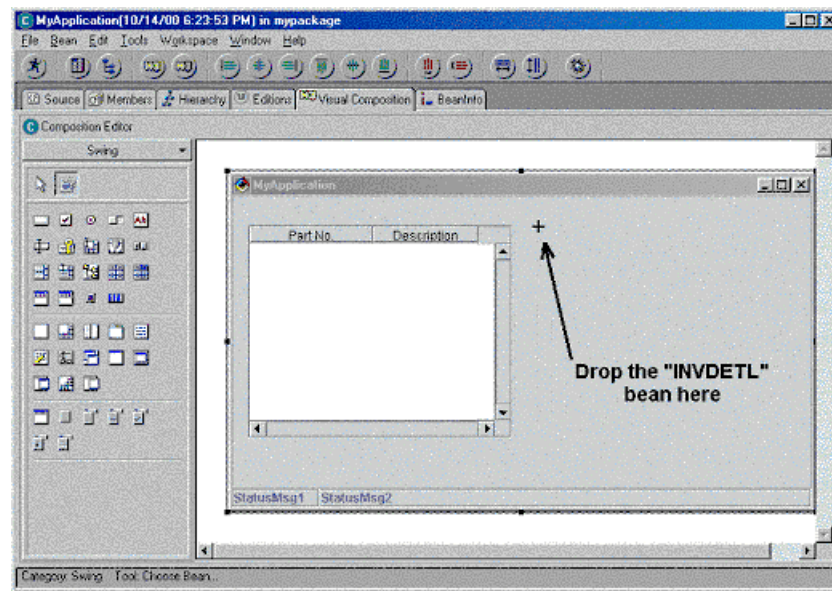 MyApplication(10/14/00 6:23:53 PM) in mypackage
File Bean Edit Tools Workspace Window Help
Source Members Hierarchy Editions Visual Composition BeanInfo
Composition Editor
Swing
MyApplication
Part No. Description
Drop the "INVDETL"
bean here
StatusMsg1 StatusMsg2
Category: Swing Tool: Choose Bean...